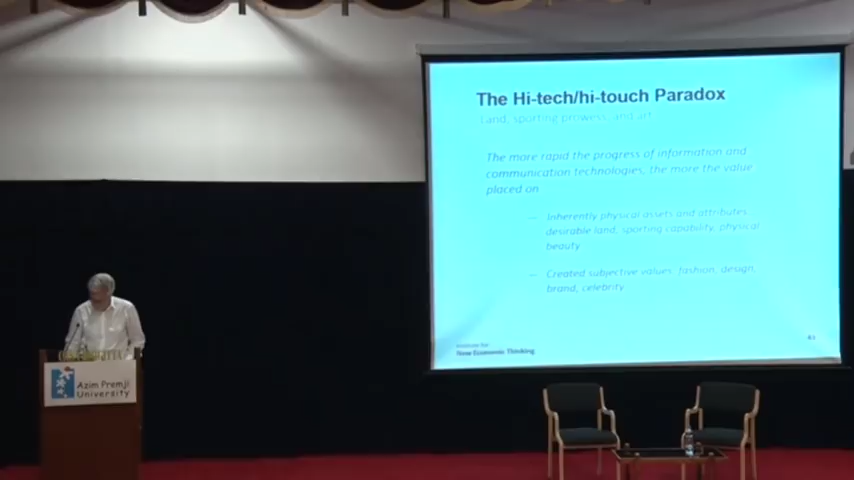 The Hi-tech/hi-touch Paradox
Land, sporting prowess, and art
The more rapid the progress of information and
communication technologies, the more the value
placed on
— Inherently physical assets and attributes:
desirable land, sporting capability, physical
beauty
— Created subjective values: fashion, design,
brand, celebrity
Institute for
New Economic Thinking
Azim Premji
University